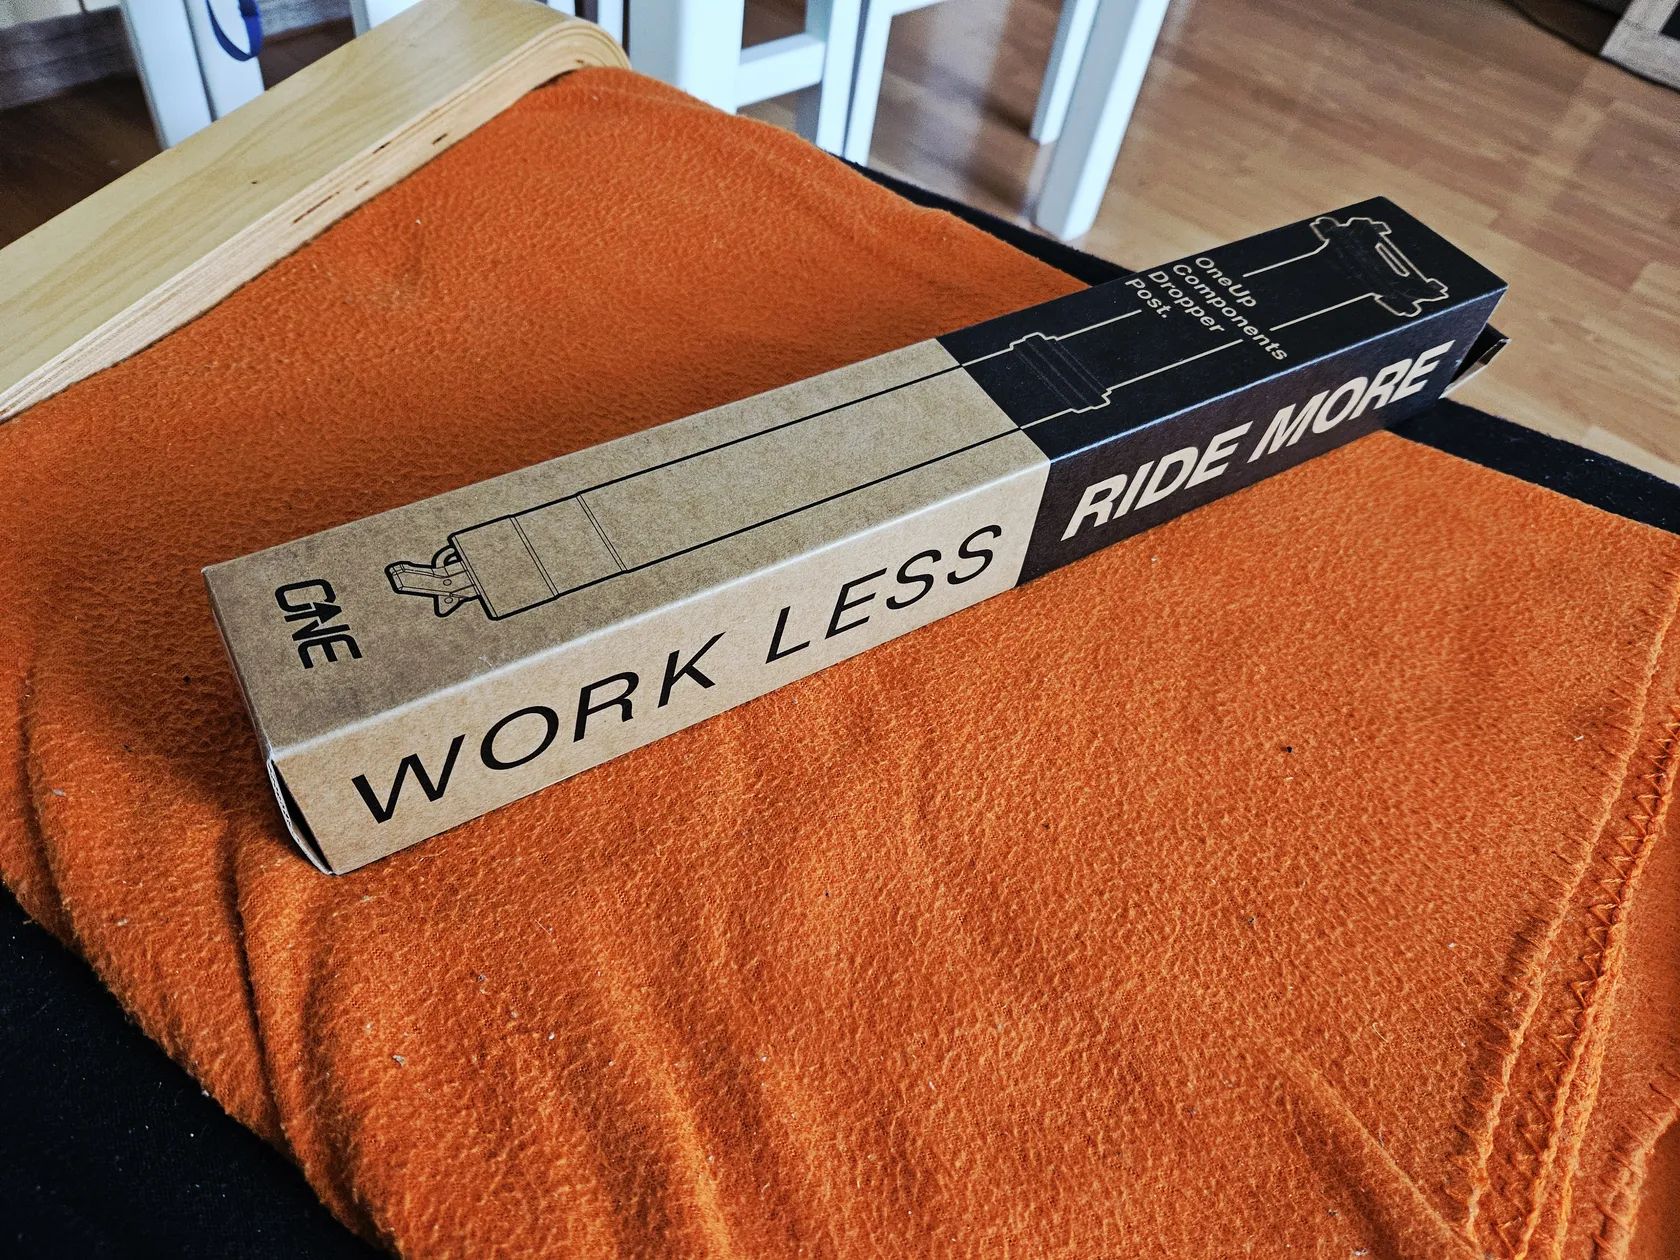 OneUp
Components
Dropper
Post.
ONE
WORK LESS RIDE MORE